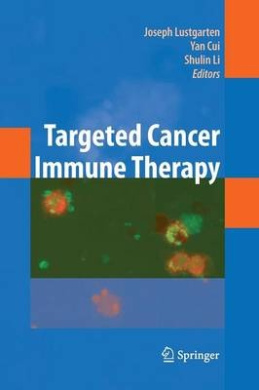 Joseph Lustgarten
Yan Cui
Shulin Li
Editors
Targeted Cancer
Immune Therapy
Springer